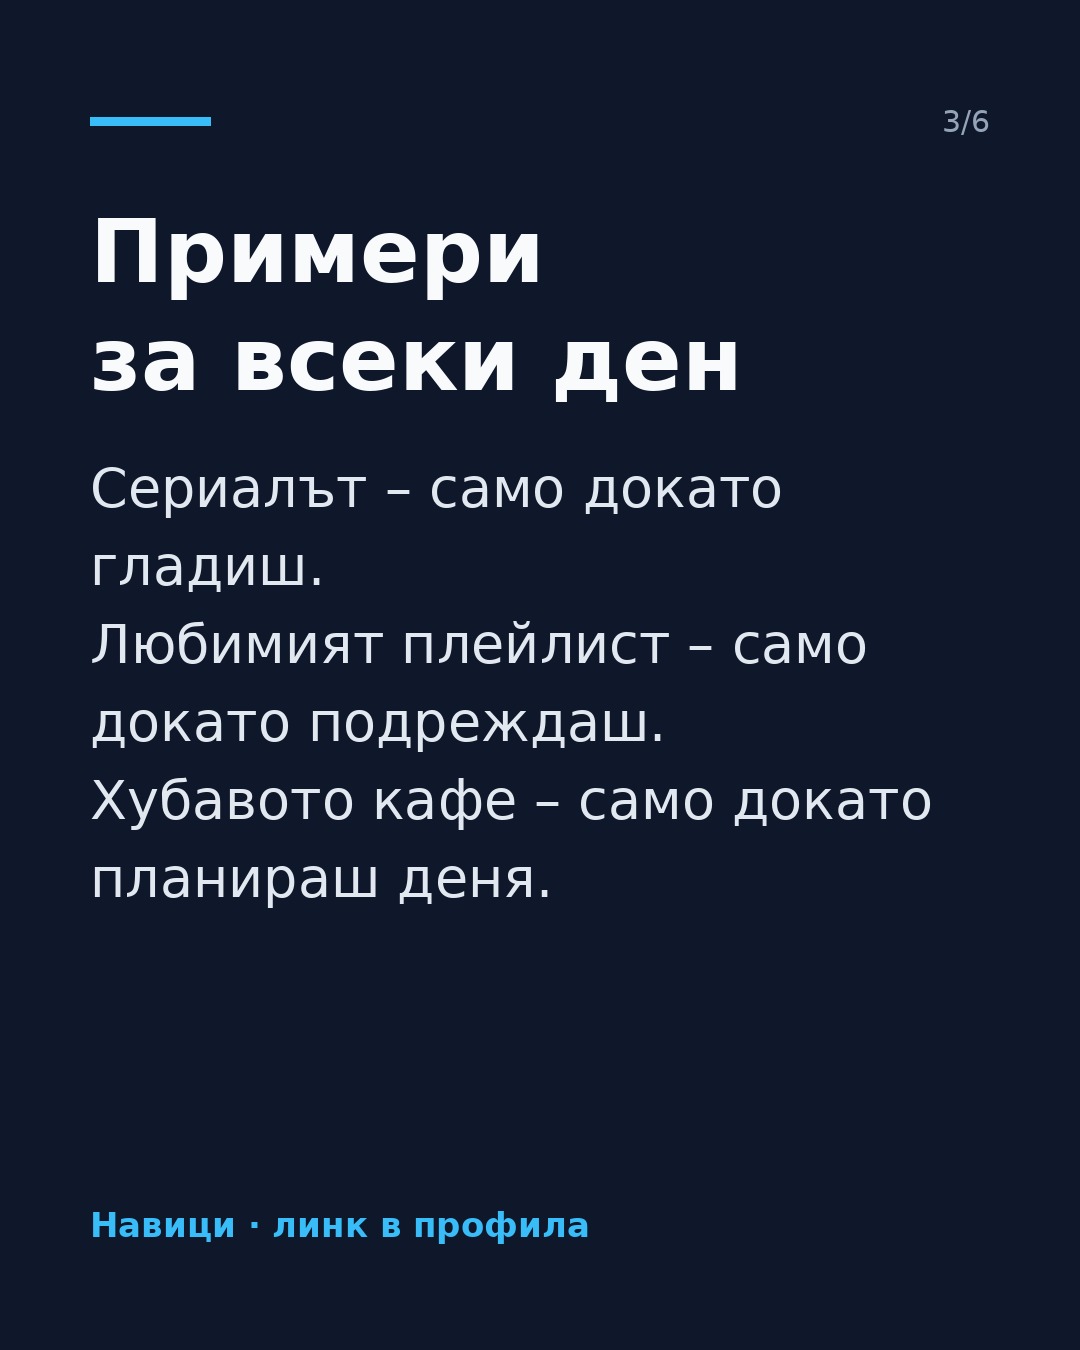 3/6
Примери
за всеки ден
Сериалът – само докато
гладиш.
Любимият плейлист – само
докато подреждаш.
Хубавото кафе – само докато
планираш деня.
Навици · линк в профила